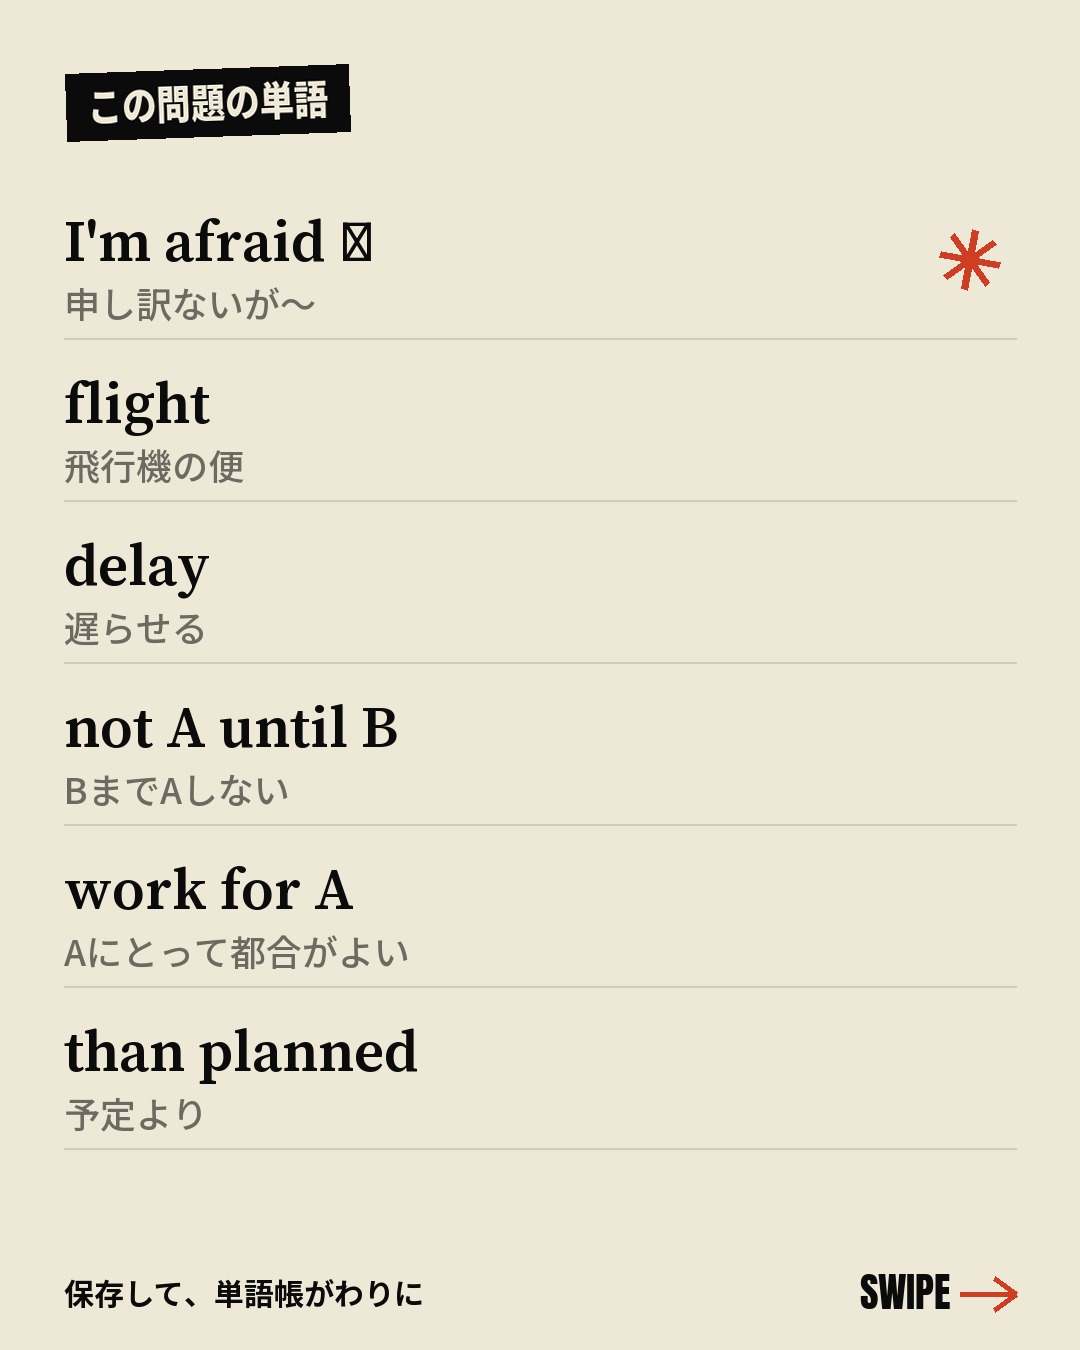 この問題の単語
I'm afraid
申し訳ないが〜
flight
飛行機の便
delay
遅らせる
not A until B
BまでAしない
work for A
Aにとって都合がよい
than planned
予定より
保存して、単語帳がわりに
SWIPE